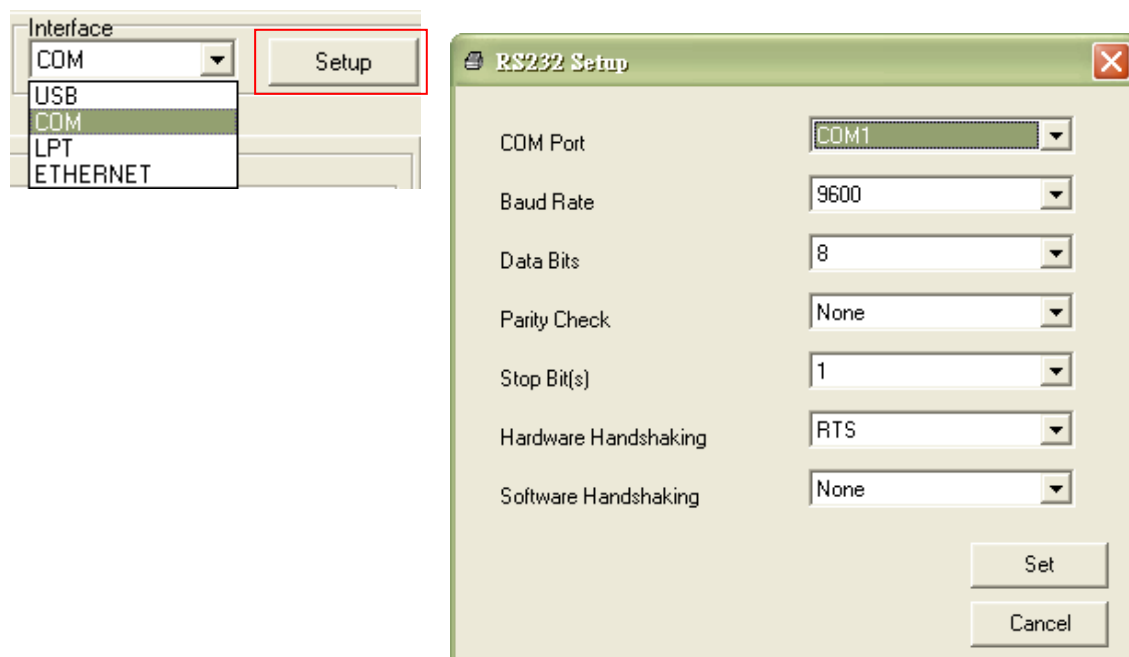 Interface
COM
Setup
USB
COM
LPT
ETHERNET
RS232 Setup
COM Port COM1
Baud Rate 9600
Data Bits 8
Parity Check None
Stop Bit(s) 1
Hardware Handshaking RTS
Software Handshaking None
Set
Cancel